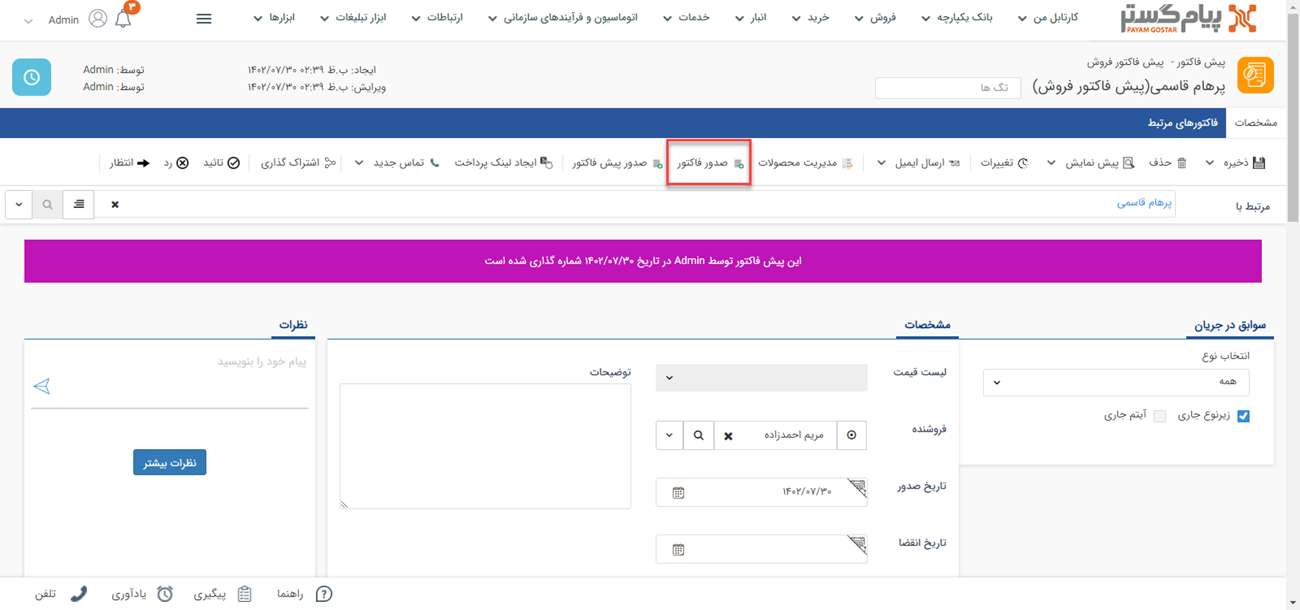 پیام گستر
PAYAM GOSTAR
کارتابل من
بانک یکپارچه
فروش
خرید
انبار
خدمات
اتوماسیون و فرآیندهای سازمانی
ارتباطات
ابزار تبلیغات
ابزارها
۳
Admin
پیش فاکتور - پیش فاکتور فروش
پرهام قاسمی(پیش فاکتور فروش)
تگ ها
ایجاد: ب.ظ ۰۲:۳۹ ۱۴۰۲/۰۷/۳۰
توسط: Admin
ویرایش: ب.ظ ۰۲:۳۹ ۱۴۰۲/۰۷/۳۰
توسط: Admin
مشخصات
فاکتورهای مرتبط
ذخیره
حذف
پیش نمایش
تغییرات
ارسال ایمیل
مدیریت محصولات
صدور فاکتور
صدور پیش فاکتور
ایجاد لینک پرداخت
تماس جدید
اشتراک گذاری
تائید
رد
انتظار
مرتبط با
پرهام قاسمی
این پیش فاکتور توسط Admin در تاریخ ۱۴۰۲/۰۷/۳۰ شماره گذاری شده است
سوابق در جریان
انتخاب نوع
همه
زیرنوع جاری
آیتم جاری
مشخصات
لیست قیمت
فروشنده
مریم احمدزاده
تاریخ صدور
۱۴۰۲/۰۷/۳۰
تاریخ انقضا
توضیحات
نظرات
پیام خود را بنویسید
نظرات بیشتر
راهنما
پیگیری
یادآوری
تلفن